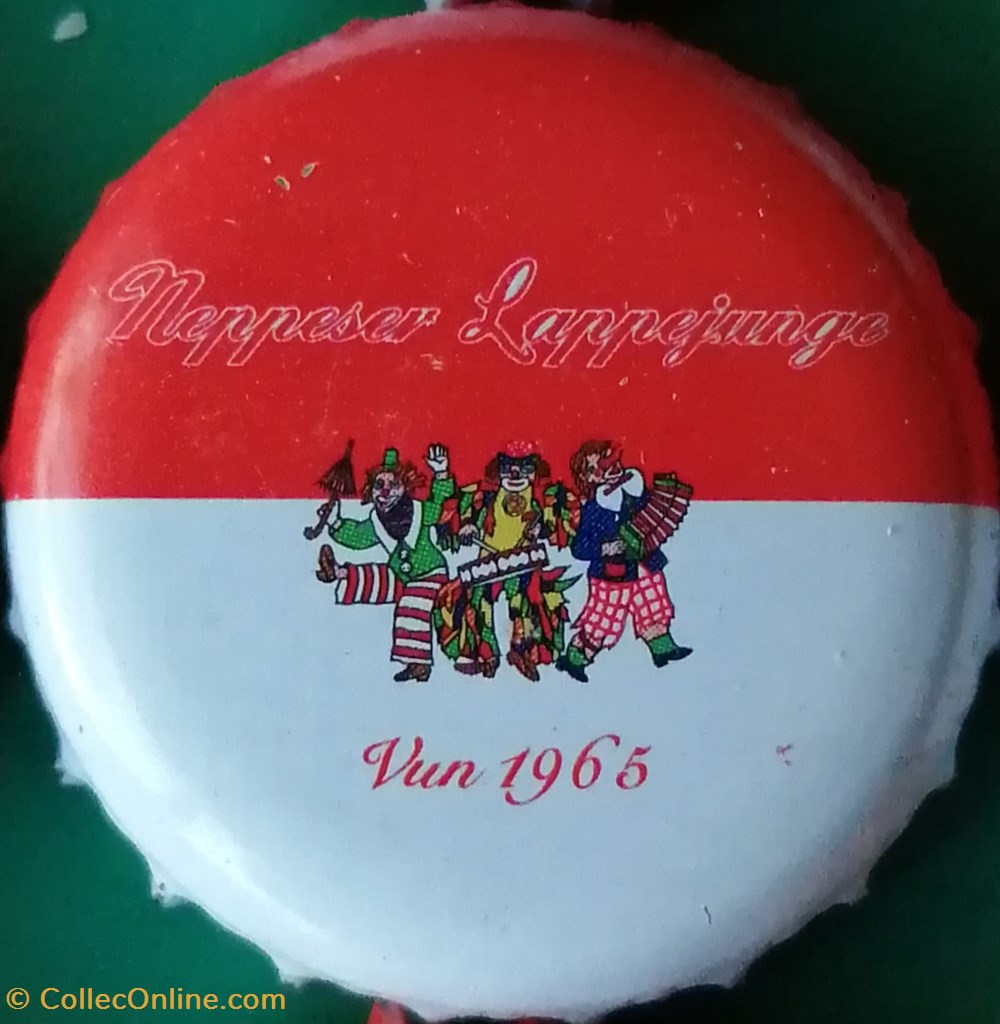 Neppeser Lappejunge
Vun 1965
© CollecOnline.com